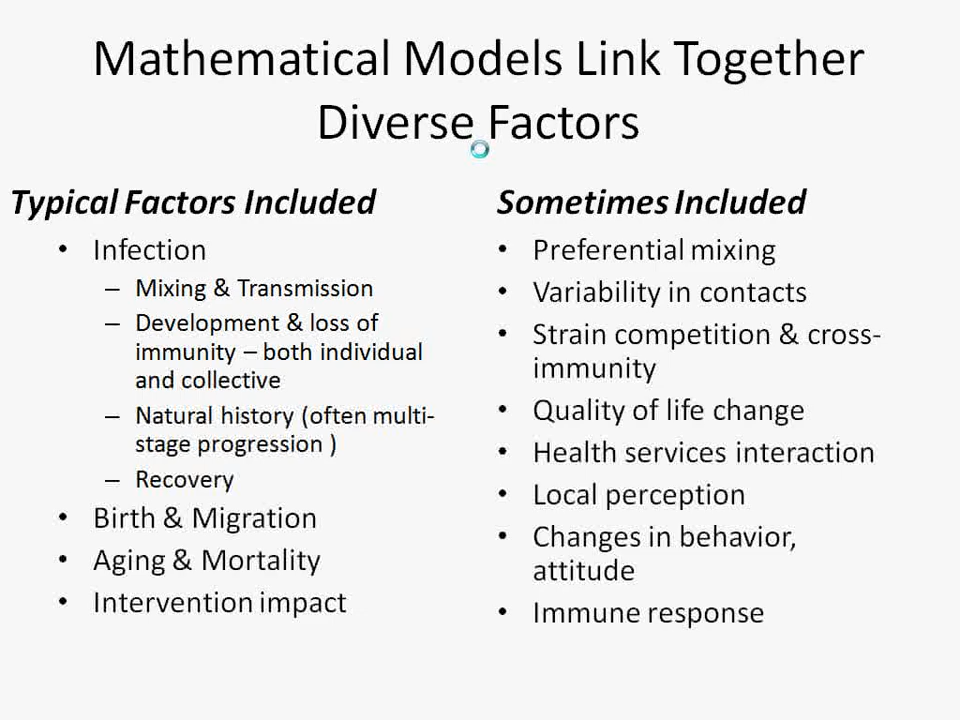 Mathematical Models Link Together
Diverse Factors
Typical Factors Included
• Infection
– Mixing & Transmission
– Development & loss of
immunity – both individual
and collective
– Natural history (often multi-
stage progression )
– Recovery
• Birth & Migration
• Aging & Mortality
• Intervention impact
Sometimes Included
• Preferential mixing
• Variability in contacts
• Strain competition & cross-
immunity
• Quality of life change
• Health services interaction
• Local perception
• Changes in behavior,
attitude
• Immune response